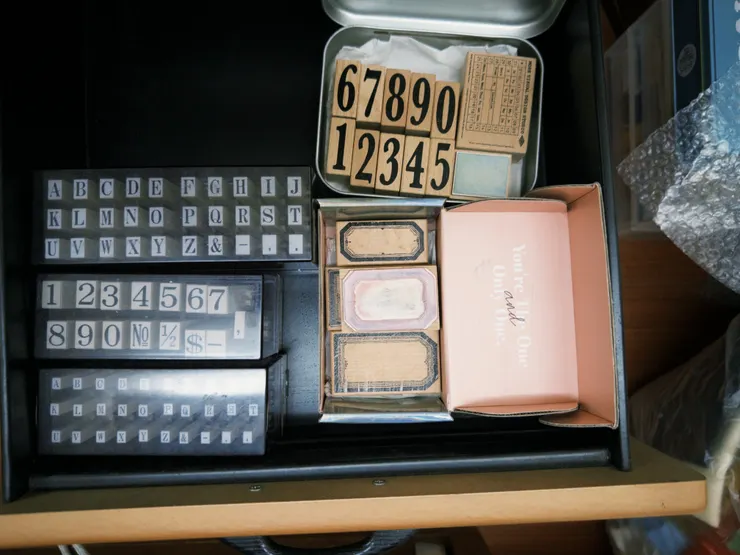 6 7 8 9 0
1 2 3 4 5
A B C D E F G H I J
K L M N O P Q R S T
U V W X Y Z & - . .
1 2 3 4 5 6 7
8 9 0 № ½ $ - ,
A B C D E F G H I J
K L M N O P Q R S T
U V W X Y Z & - . ,
You're My One
and
Only One.